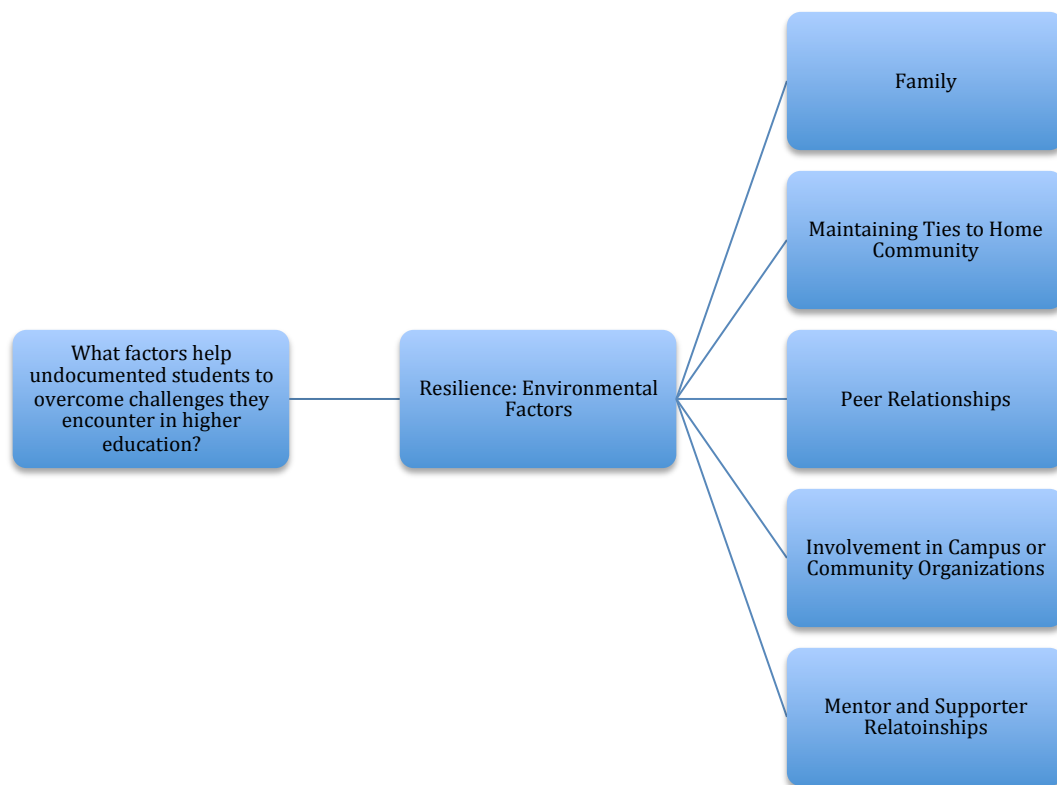 What factors help
undocumented students to
overcome challenges they
encounter in higher
education?
Resilience: Environmental
Factors
Family
Maintaining Ties to Home
Community
Peer Relationships
Involvement in Campus or
Community Organizations
Mentor and Supporter
Relatoinships